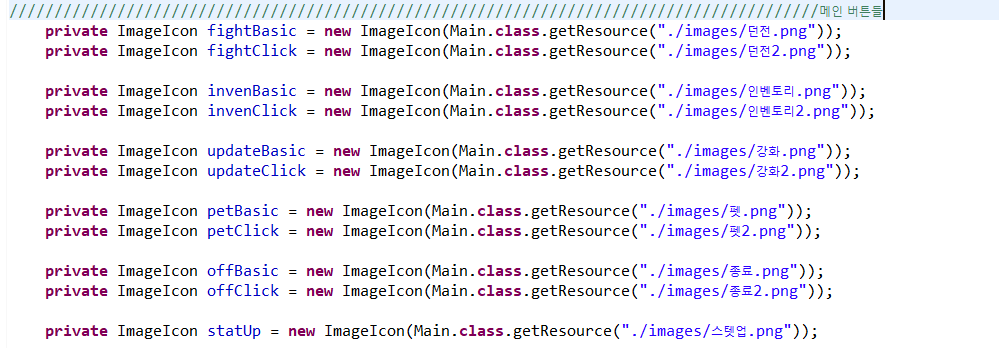 ////////////////////////////////////////////////////////////////////////////////////////메인 버튼들
private ImageIcon fightBasic = new ImageIcon(Main.class.getResource("./images/던전.png"));
private ImageIcon fightClick = new ImageIcon(Main.class.getResource("./images/던전2.png"));
private ImageIcon invenBasic = new ImageIcon(Main.class.getResource("./images/인벤토리.png"));
private ImageIcon invenClick = new ImageIcon(Main.class.getResource("./images/인벤토리2.png"));
private ImageIcon updateBasic = new ImageIcon(Main.class.getResource("./images/강화.png"));
private ImageIcon updateClick = new ImageIcon(Main.class.getResource("./images/강화2.png"));
private ImageIcon petBasic = new ImageIcon(Main.class.getResource("./images/펫.png"));
private ImageIcon petClick = new ImageIcon(Main.class.getResource("./images/펫2.png"));
private ImageIcon offBasic = new ImageIcon(Main.class.getResource("./images/종료.png"));
private ImageIcon offClick = new ImageIcon(Main.class.getResource("./images/종료2.png"));
private ImageIcon statUp = new ImageIcon(Main.class.getResource("./images/스텟업.png"));